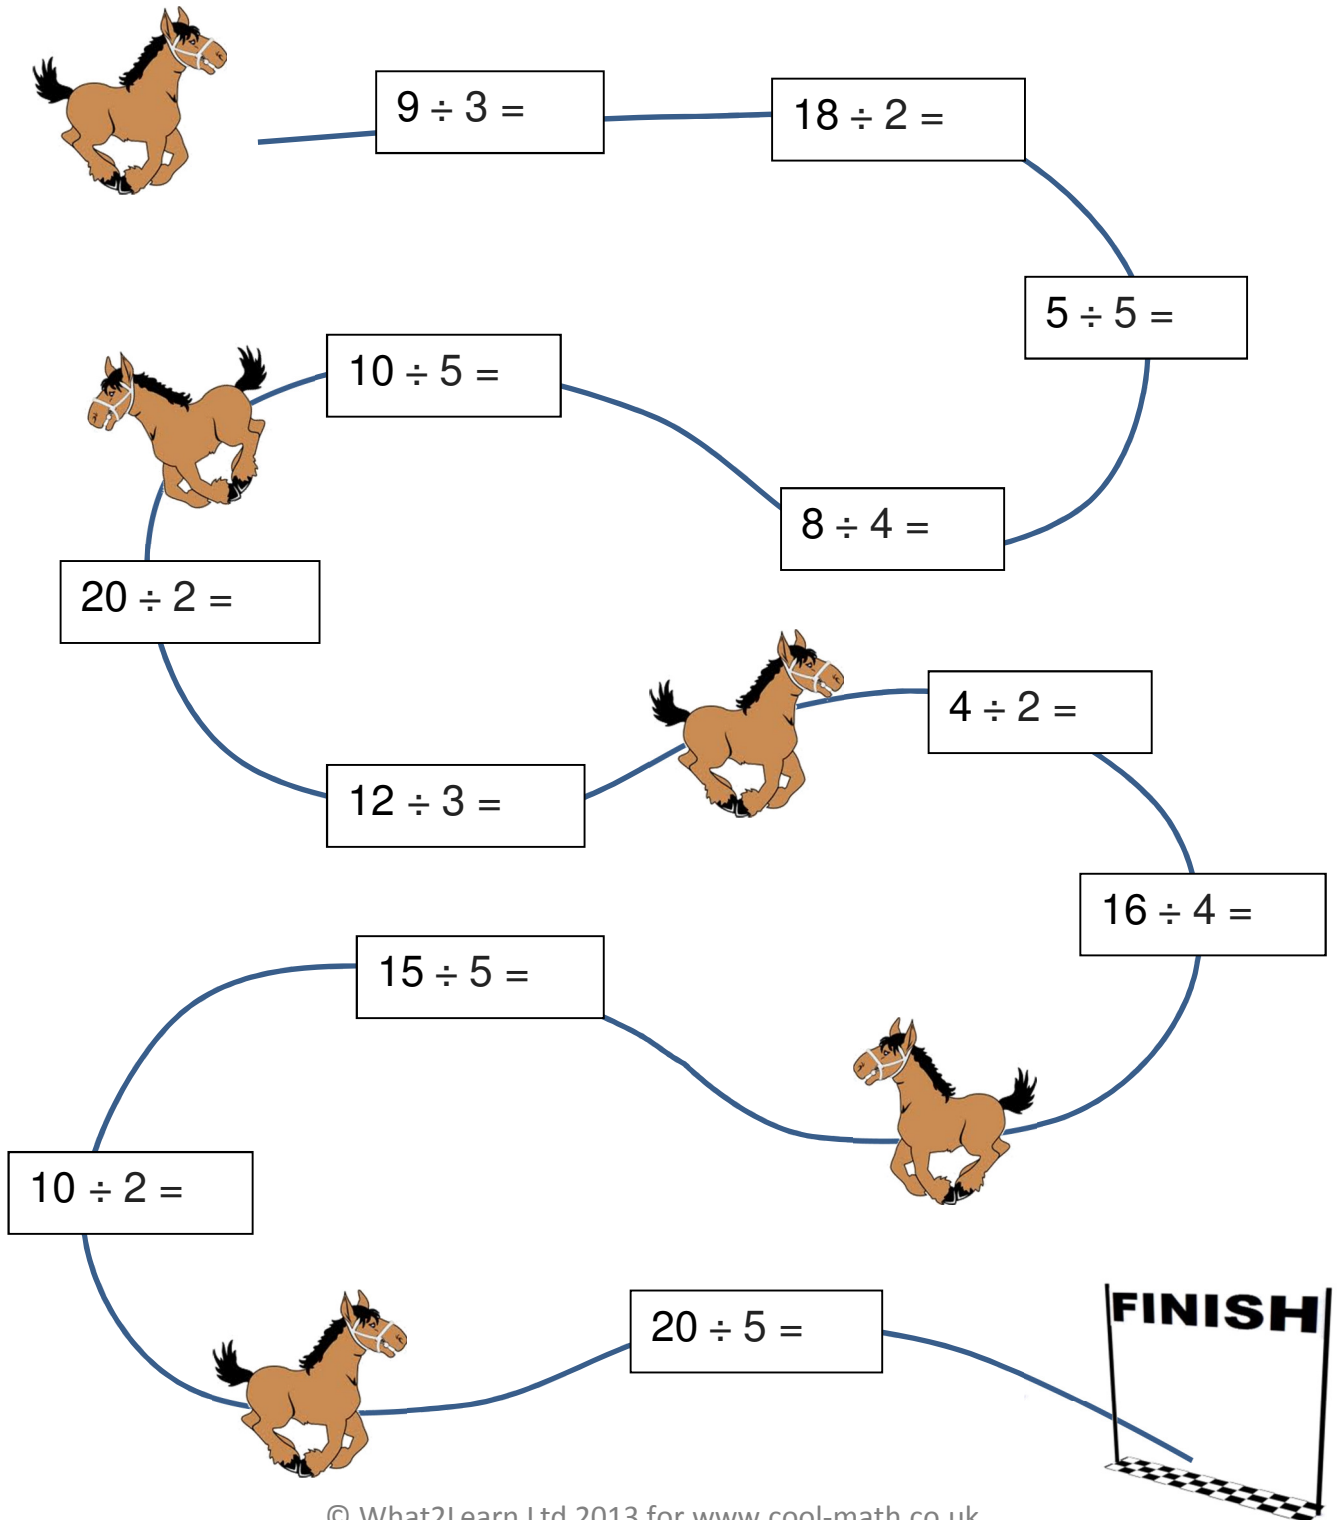 9 ÷ 3 =
18 ÷ 2 =
5 ÷ 5 =
8 ÷ 4 =
10 ÷ 5 =
20 ÷ 2 =
12 ÷ 3 =
4 ÷ 2 =
16 ÷ 4 =
15 ÷ 5 =
10 ÷ 2 =
20 ÷ 5 =
FINISH
© What2Learn Ltd 2013 for www.cool-math.co.uk